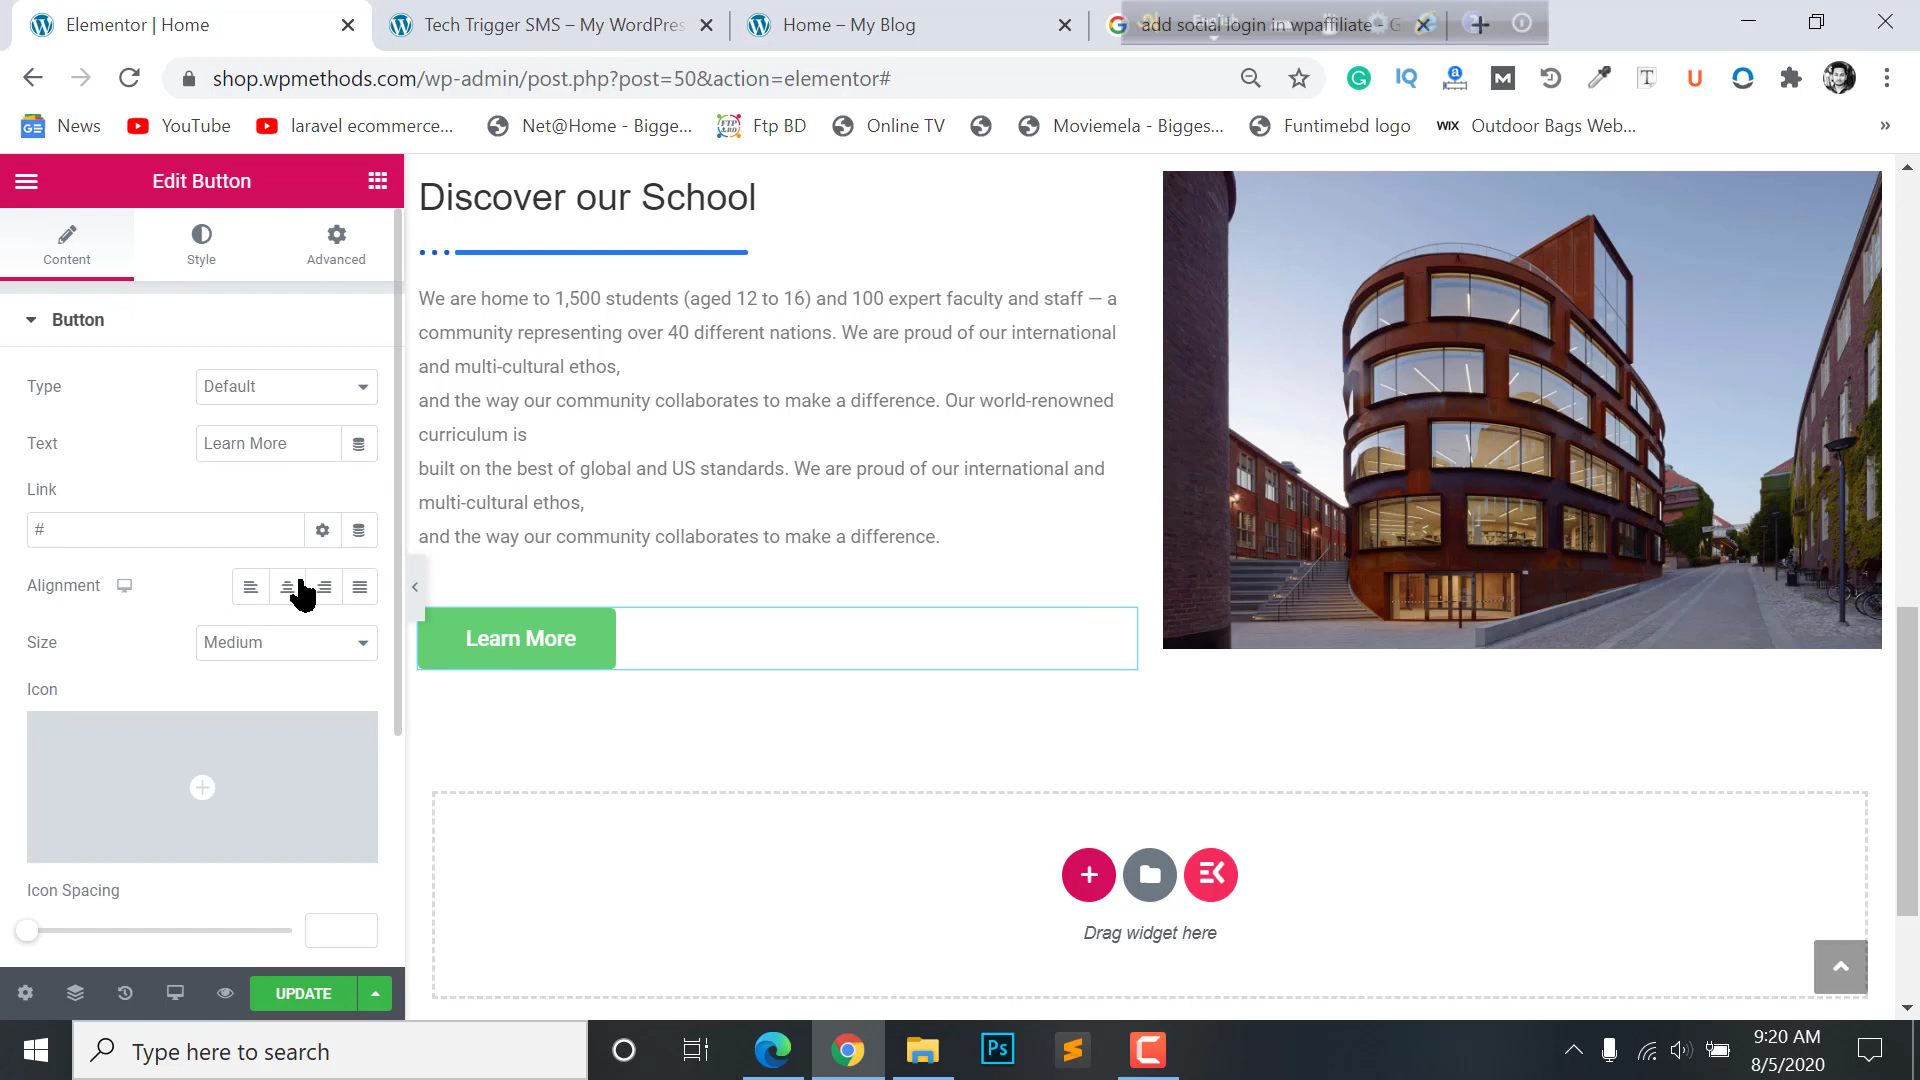 Elementor | Home
Tech Trigger SMS – My WordPres
Home – My Blog
add social login in wpaffiliate - G
shop.wpmethods.com/wp-admin/post.php?post=50&action=elementor#
News
YouTube
laravel ecommerce...
Net@Home - Bigge...
Ftp BD
Online TV
Moviemela - Bigges...
Funtimebd logo
WIX
Outdoor Bags Web...
»
Edit Button
Content
Style
Advanced
Button
Type
Default
Text
Learn More
Link
#
Alignment
Size
Medium
Icon
Icon Spacing
UPDATE
Discover our School
We are home to 1,500 students (aged 12 to 16) and 100 expert faculty and staff — a
community representing over 40 different nations. We are proud of our international
and multi-cultural ethos,
and the way our community collaborates to make a difference. Our world-renowned
curriculum is
built on the best of global and US standards. We are proud of our international and
multi-cultural ethos,
and the way our community collaborates to make a difference.
Learn More
Drag widget here
Type here to search
Ps
9:20 AM
8/5/2020